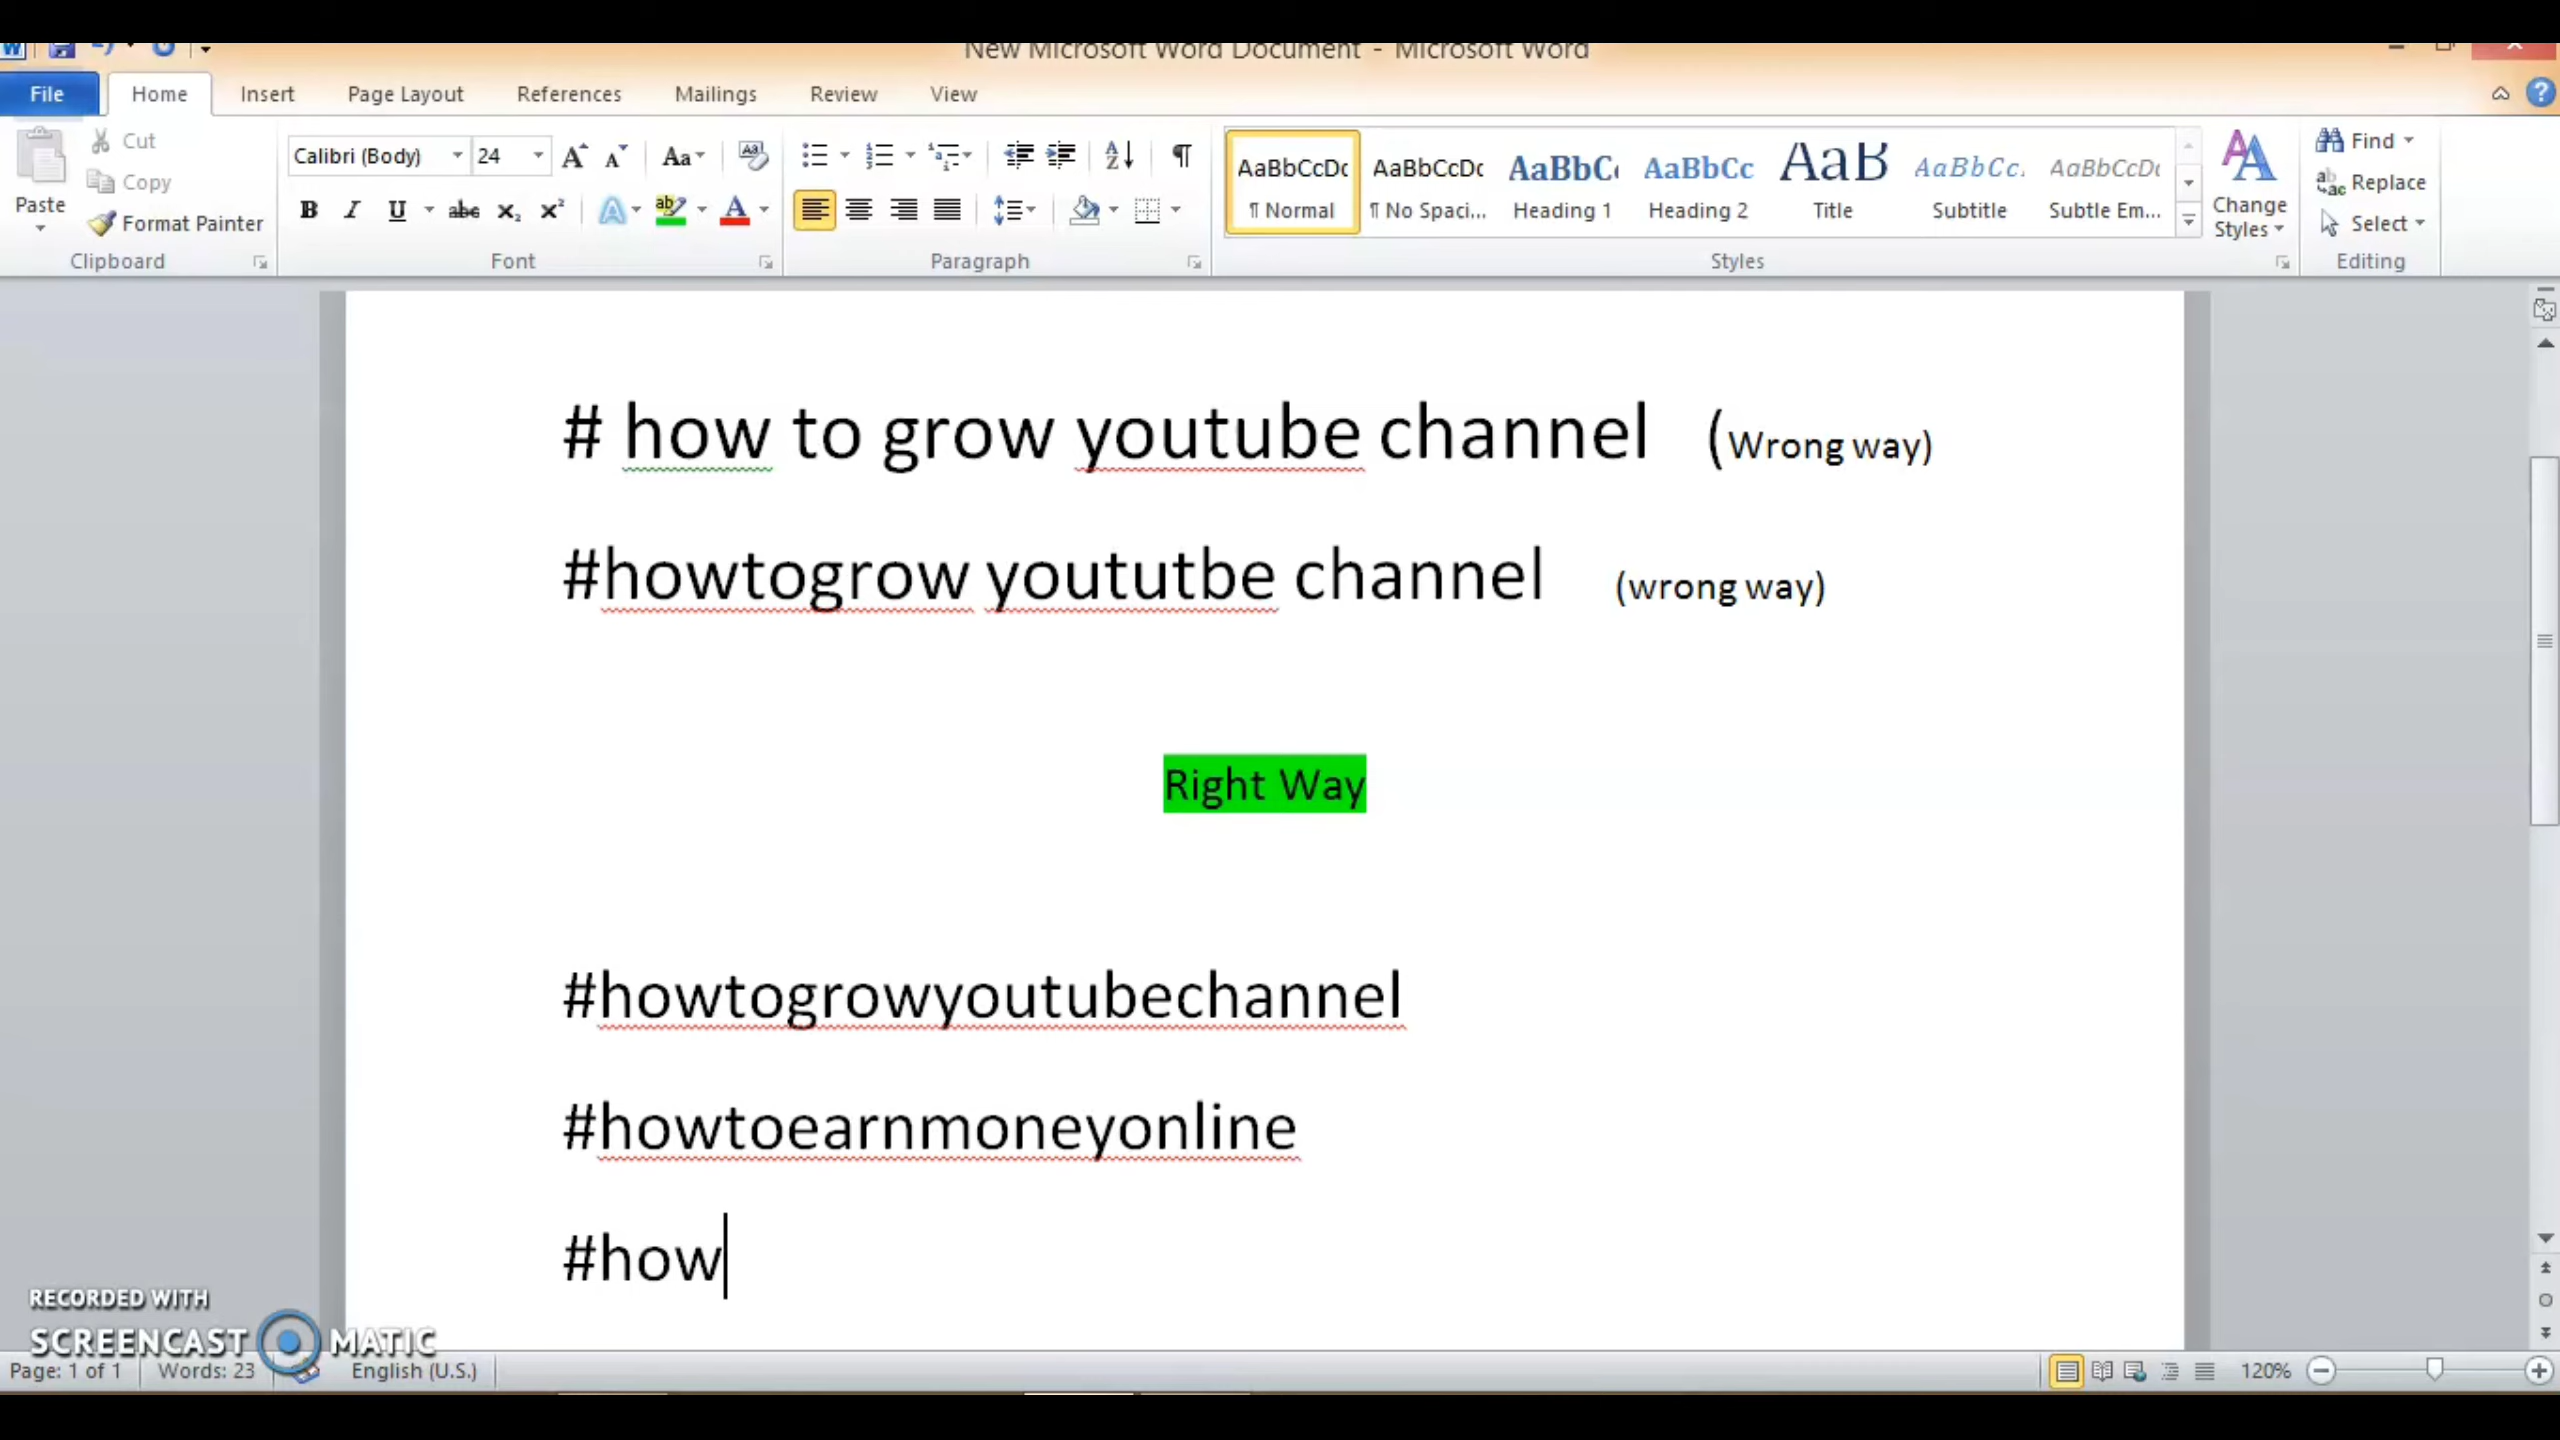 New Microsoft Word Document - Microsoft Word
File Home Insert Page Layout References Mailings Review View
Cut
Copy
Paste
Format Painter
Clipboard
Calibri (Body) 24
Font
Paragraph
AaBbCcDc AaBbCcDc AaBbC AaBbCc AaB AaBbCc. AaBbCcDc
¶ Normal ¶ No Spaci... Heading 1 Heading 2 Title Subtitle Subtle Em...
Change Styles
Styles
Find
Replace
Select
Editing
# how to grow youtube channel (Wrong way)
#howtogrow yoututbe channel (wrong way)
Right Way
#howtogrowyoutubechannel
#howtoearnmoneyonline
#how
RECORDED WITH
SCREENCAST MATIC
Page: 1 of 1 Words: 23 English (U.S.) 120%